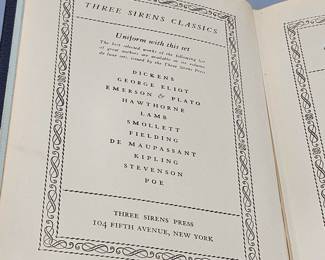 THREE SIRENS CLASSICS
Uniform with this set
The best selected works of the following list
of great authors are available in six volume
de luxe sets, issued by the Three Sirens Press
DICKENS
GEORGE ELIOT
EMERSON & PLATO
HAWTHORNE
LAMB
SMOLLETT
FIELDING
DE MAUPASSANT
KIPLING
STEVENSON
POE
THREE SIRENS PRESS
104 FIFTH AVENUE, NEW YORK